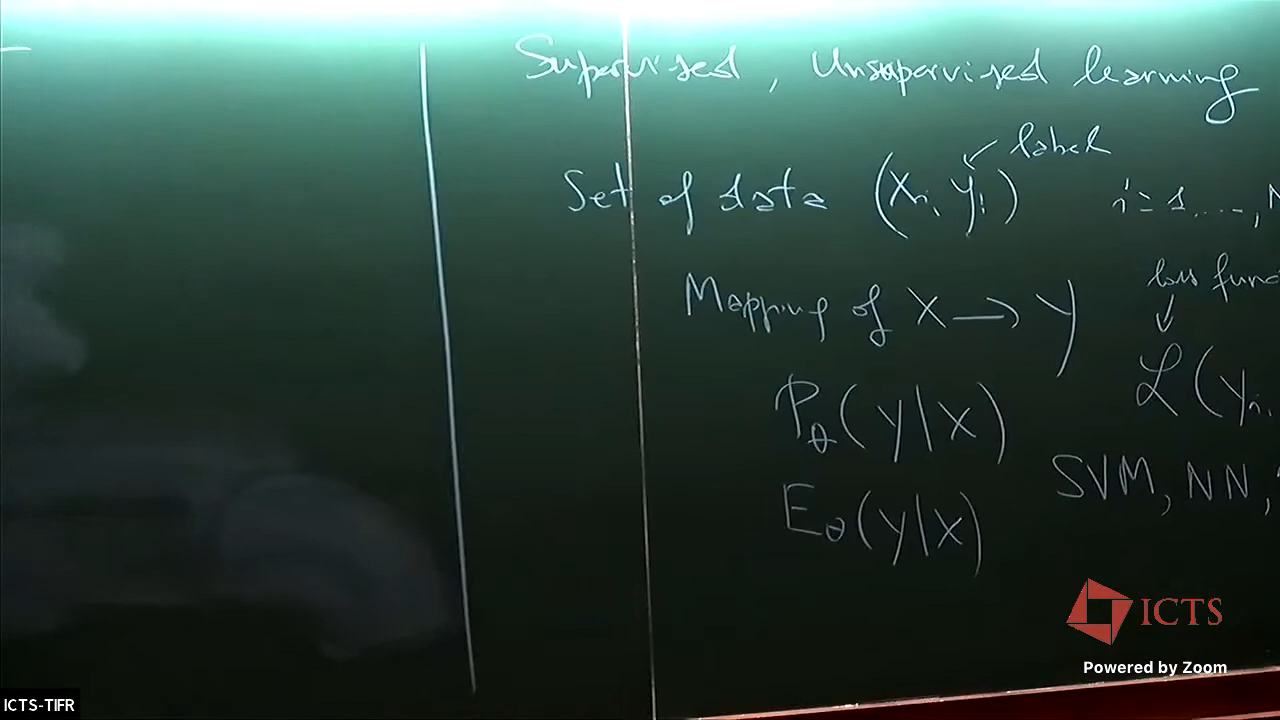 Supervised, Unsupervised learning
label
Set of data (Xi, yi) i=1,...,N
loss func
Mapping of X → Y
L(yi,
Pθ(y|x)
SVM, NN,
Eθ(y|x)
ICTS
Powered by Zoom
ICTS-TIFR